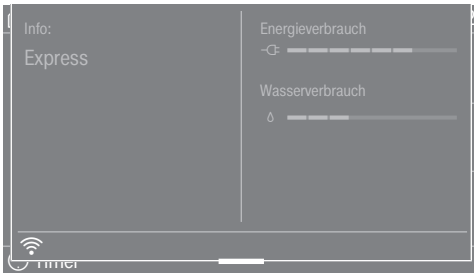 Info:
Express
Energieverbrauch
Wasserverbrauch
Timer